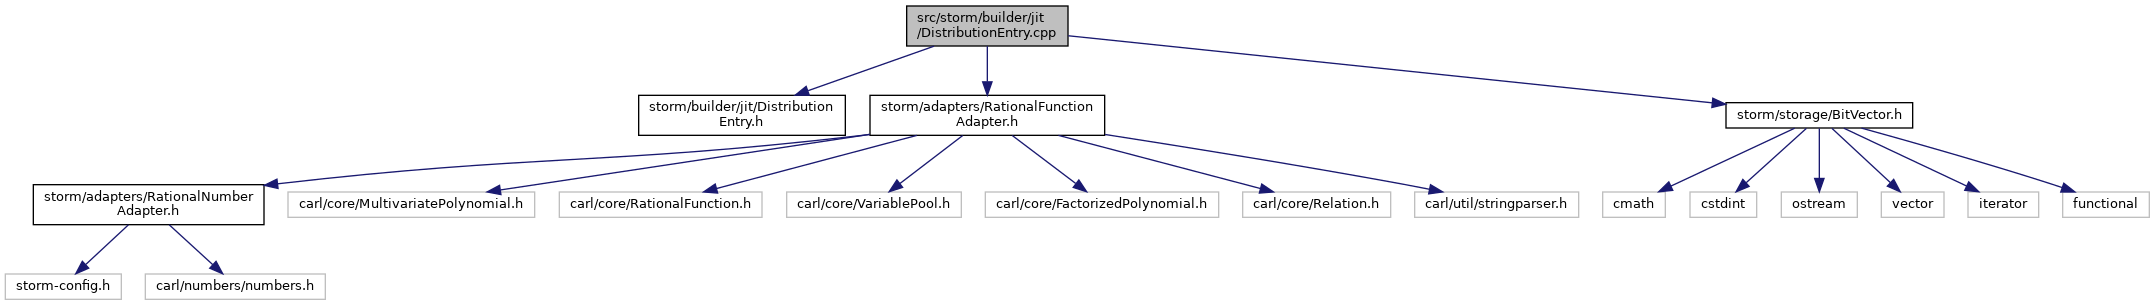 src/storm/builder/jit
/DistributionEntry.cpp
storm/builder/jit/Distribution
Entry.h
storm/adapters/RationalFunction
Adapter.h
storm/storage/BitVector.h
storm/adapters/RationalNumber
Adapter.h
carl/core/MultivariatePolynomial.h
carl/core/RationalFunction.h
carl/core/VariablePool.h
carl/core/FactorizedPolynomial.h
carl/core/Relation.h
carl/util/stringparser.h
cmath
cstdint
ostream
vector
iterator
functional
storm-config.h
carl/numbers/numbers.h